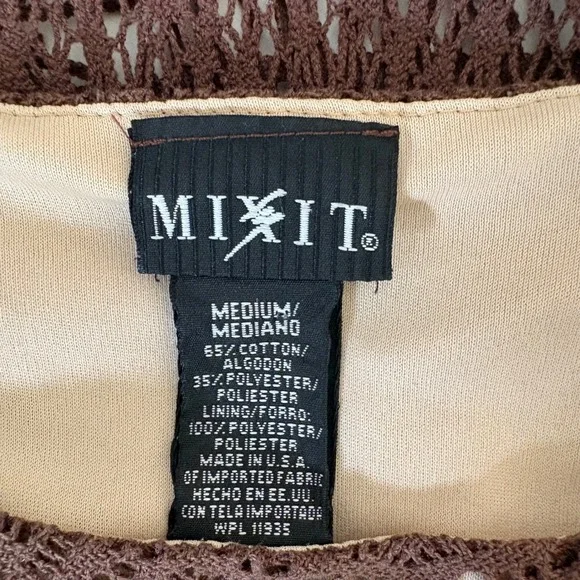 MIXIT®
MEDIUM/
MEDIANO
65% COTTON/
ALGODON
35% POLYESTER/
POLIESTER
LINING/FORRO:
100% POLYESTER/
POLIESTER
MADE IN U.S.A.
OF IMPORTED FABRIC
HECHO EN EE.UU.
CON TELA IMPORTADA
WPL 11935